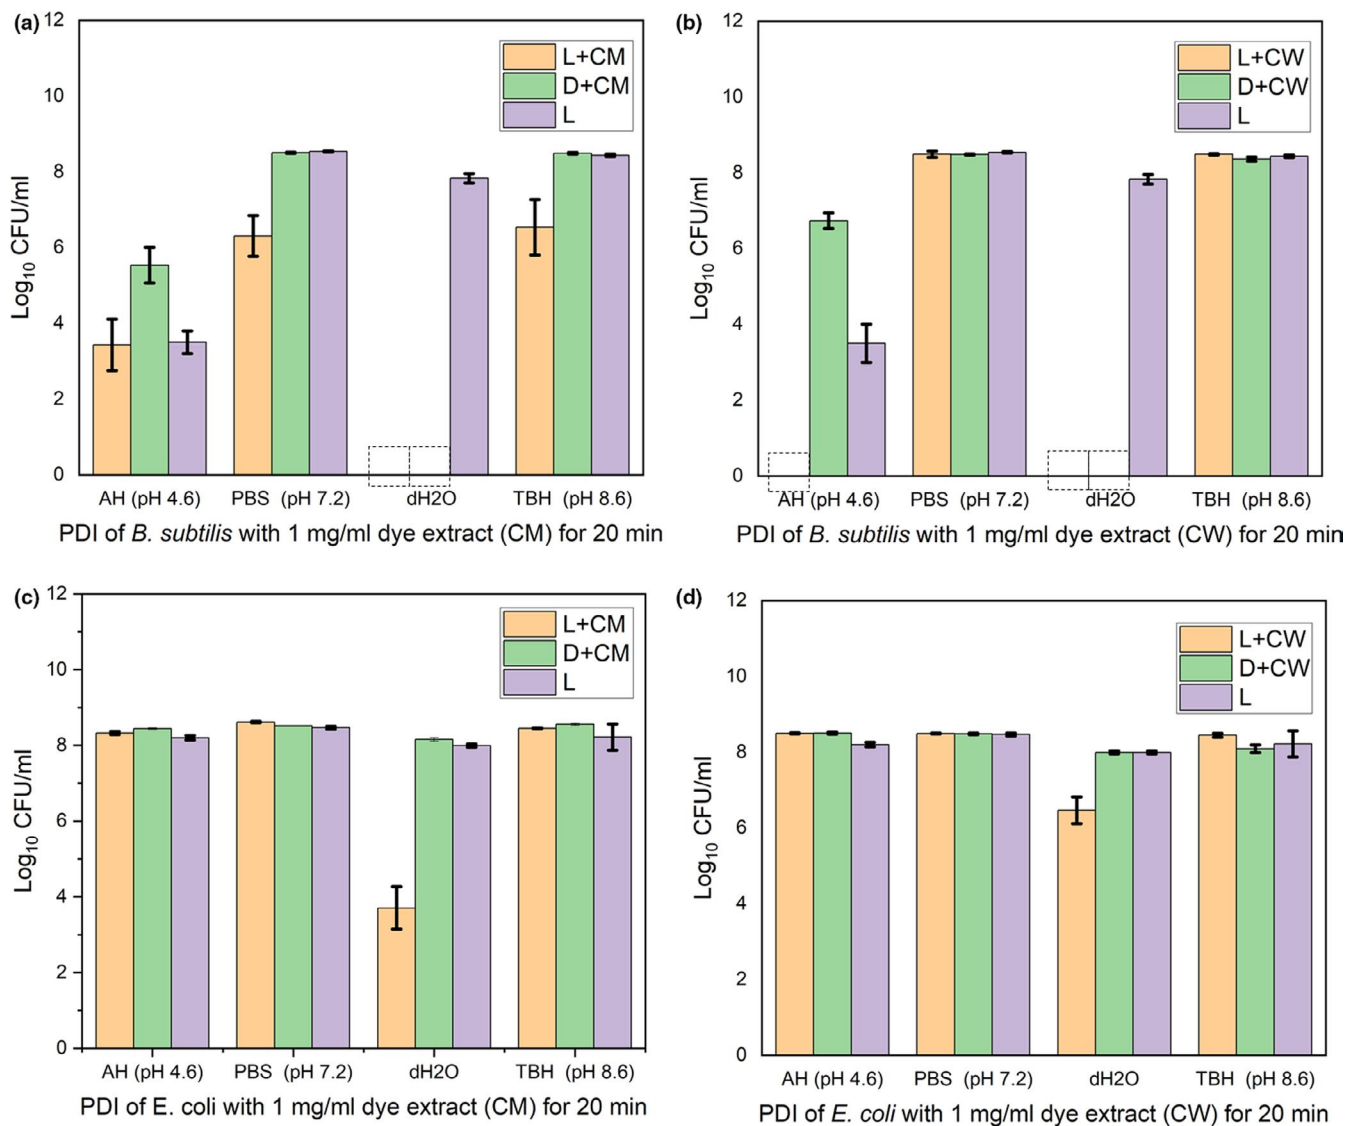 (a)
12
10
8
6
4
2
0
Log10 CFU/ml
L+CM
D+CM
L
AH (pH 4.6) PBS (pH 7.2) dH2O TBH (pH 8.6)
PDI of B. subtilis with 1 mg/ml dye extract (CM) for 20 min
(b)
12
10
8
6
4
2
0
Log10 CFU/ml
L+CW
D+CW
L
AH (pH 4.6) PBS (pH 7.2) dH2O TBH (pH 8.6)
PDI of B. subtilis with 1 mg/ml dye extract (CW) for 20 min
(c)
12
10
8
6
4
2
0
Log10 CFU/ml
L+CM
D+CM
L
AH (pH 4.6) PBS (pH 7.2) dH2O TBH (pH 8.6)
PDI of E. coli with 1 mg/ml dye extract (CM) for 20 min
(d)
12
10
8
6
4
2
0
Log10 CFU/ml
L+CW
D+CW
L
AH (pH 4.6) PBS (pH 7.2) dH2O TBH (pH 8.6)
PDI of E. coli with 1 mg/ml dye extract (CW) for 20 min